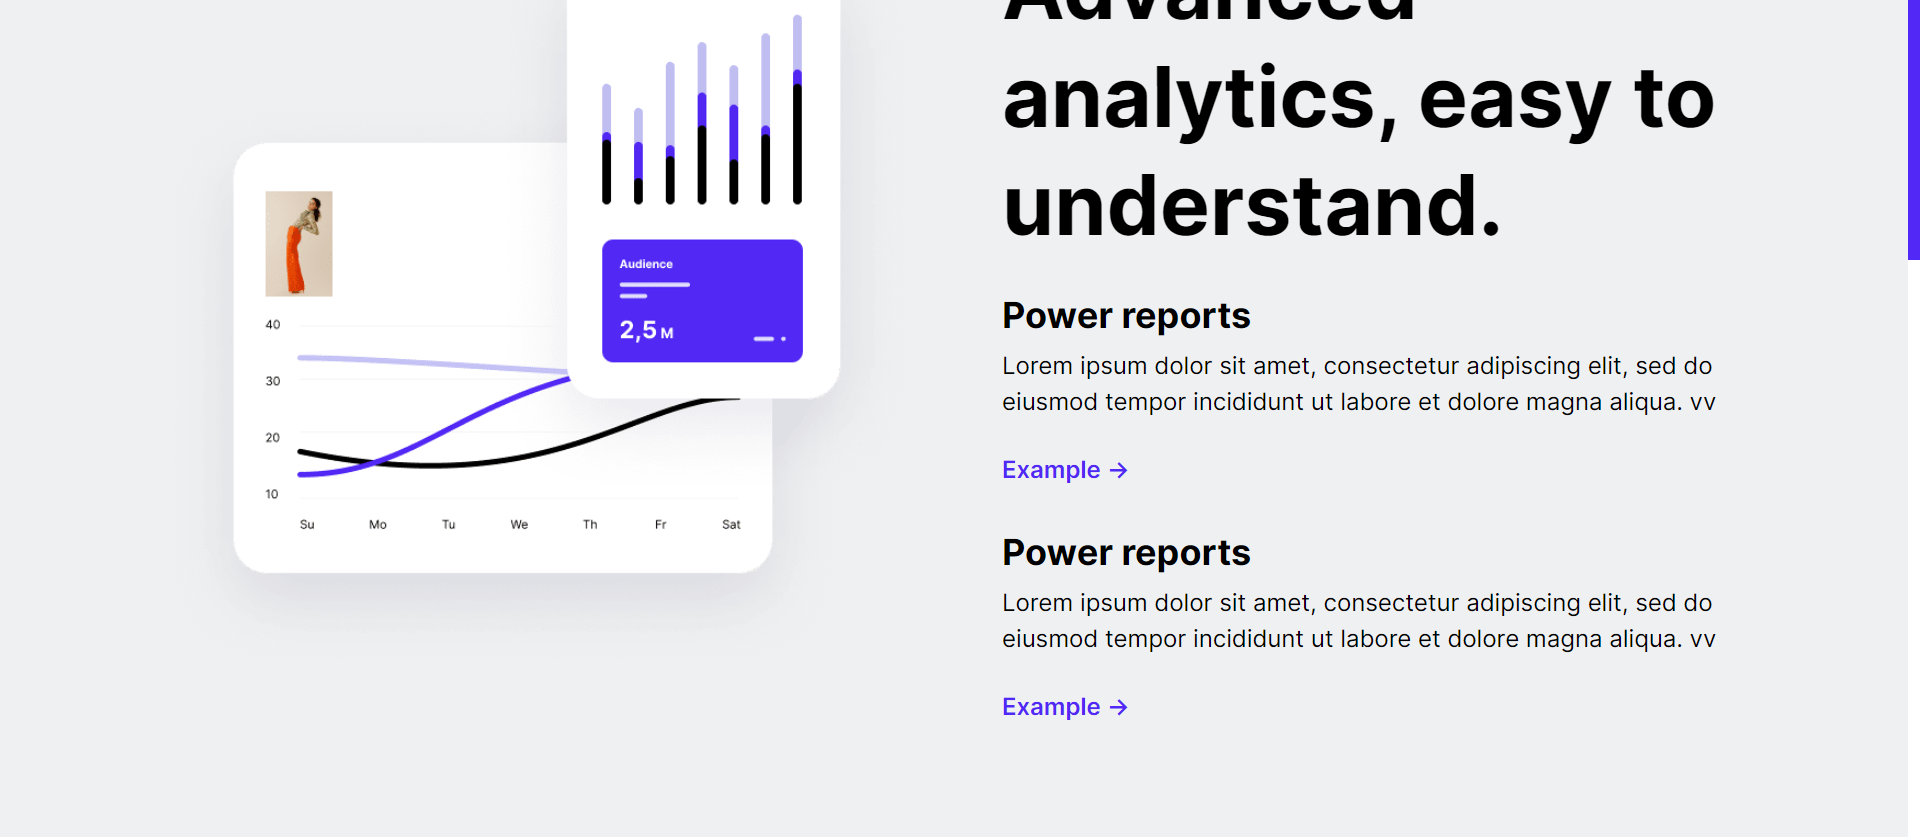 Advanced
analytics, easy to
understand.
Power reports
Lorem ipsum dolor sit amet, consectetur adipiscing elit, sed do
eiusmod tempor incididunt ut labore et dolore magna aliqua. vv
Example →
Power reports
Lorem ipsum dolor sit amet, consectetur adipiscing elit, sed do
eiusmod tempor incididunt ut labore et dolore magna aliqua. vv
Example →
Audience
2,5 M
40
30
20
10
Su Mo Tu We Th Fr Sat